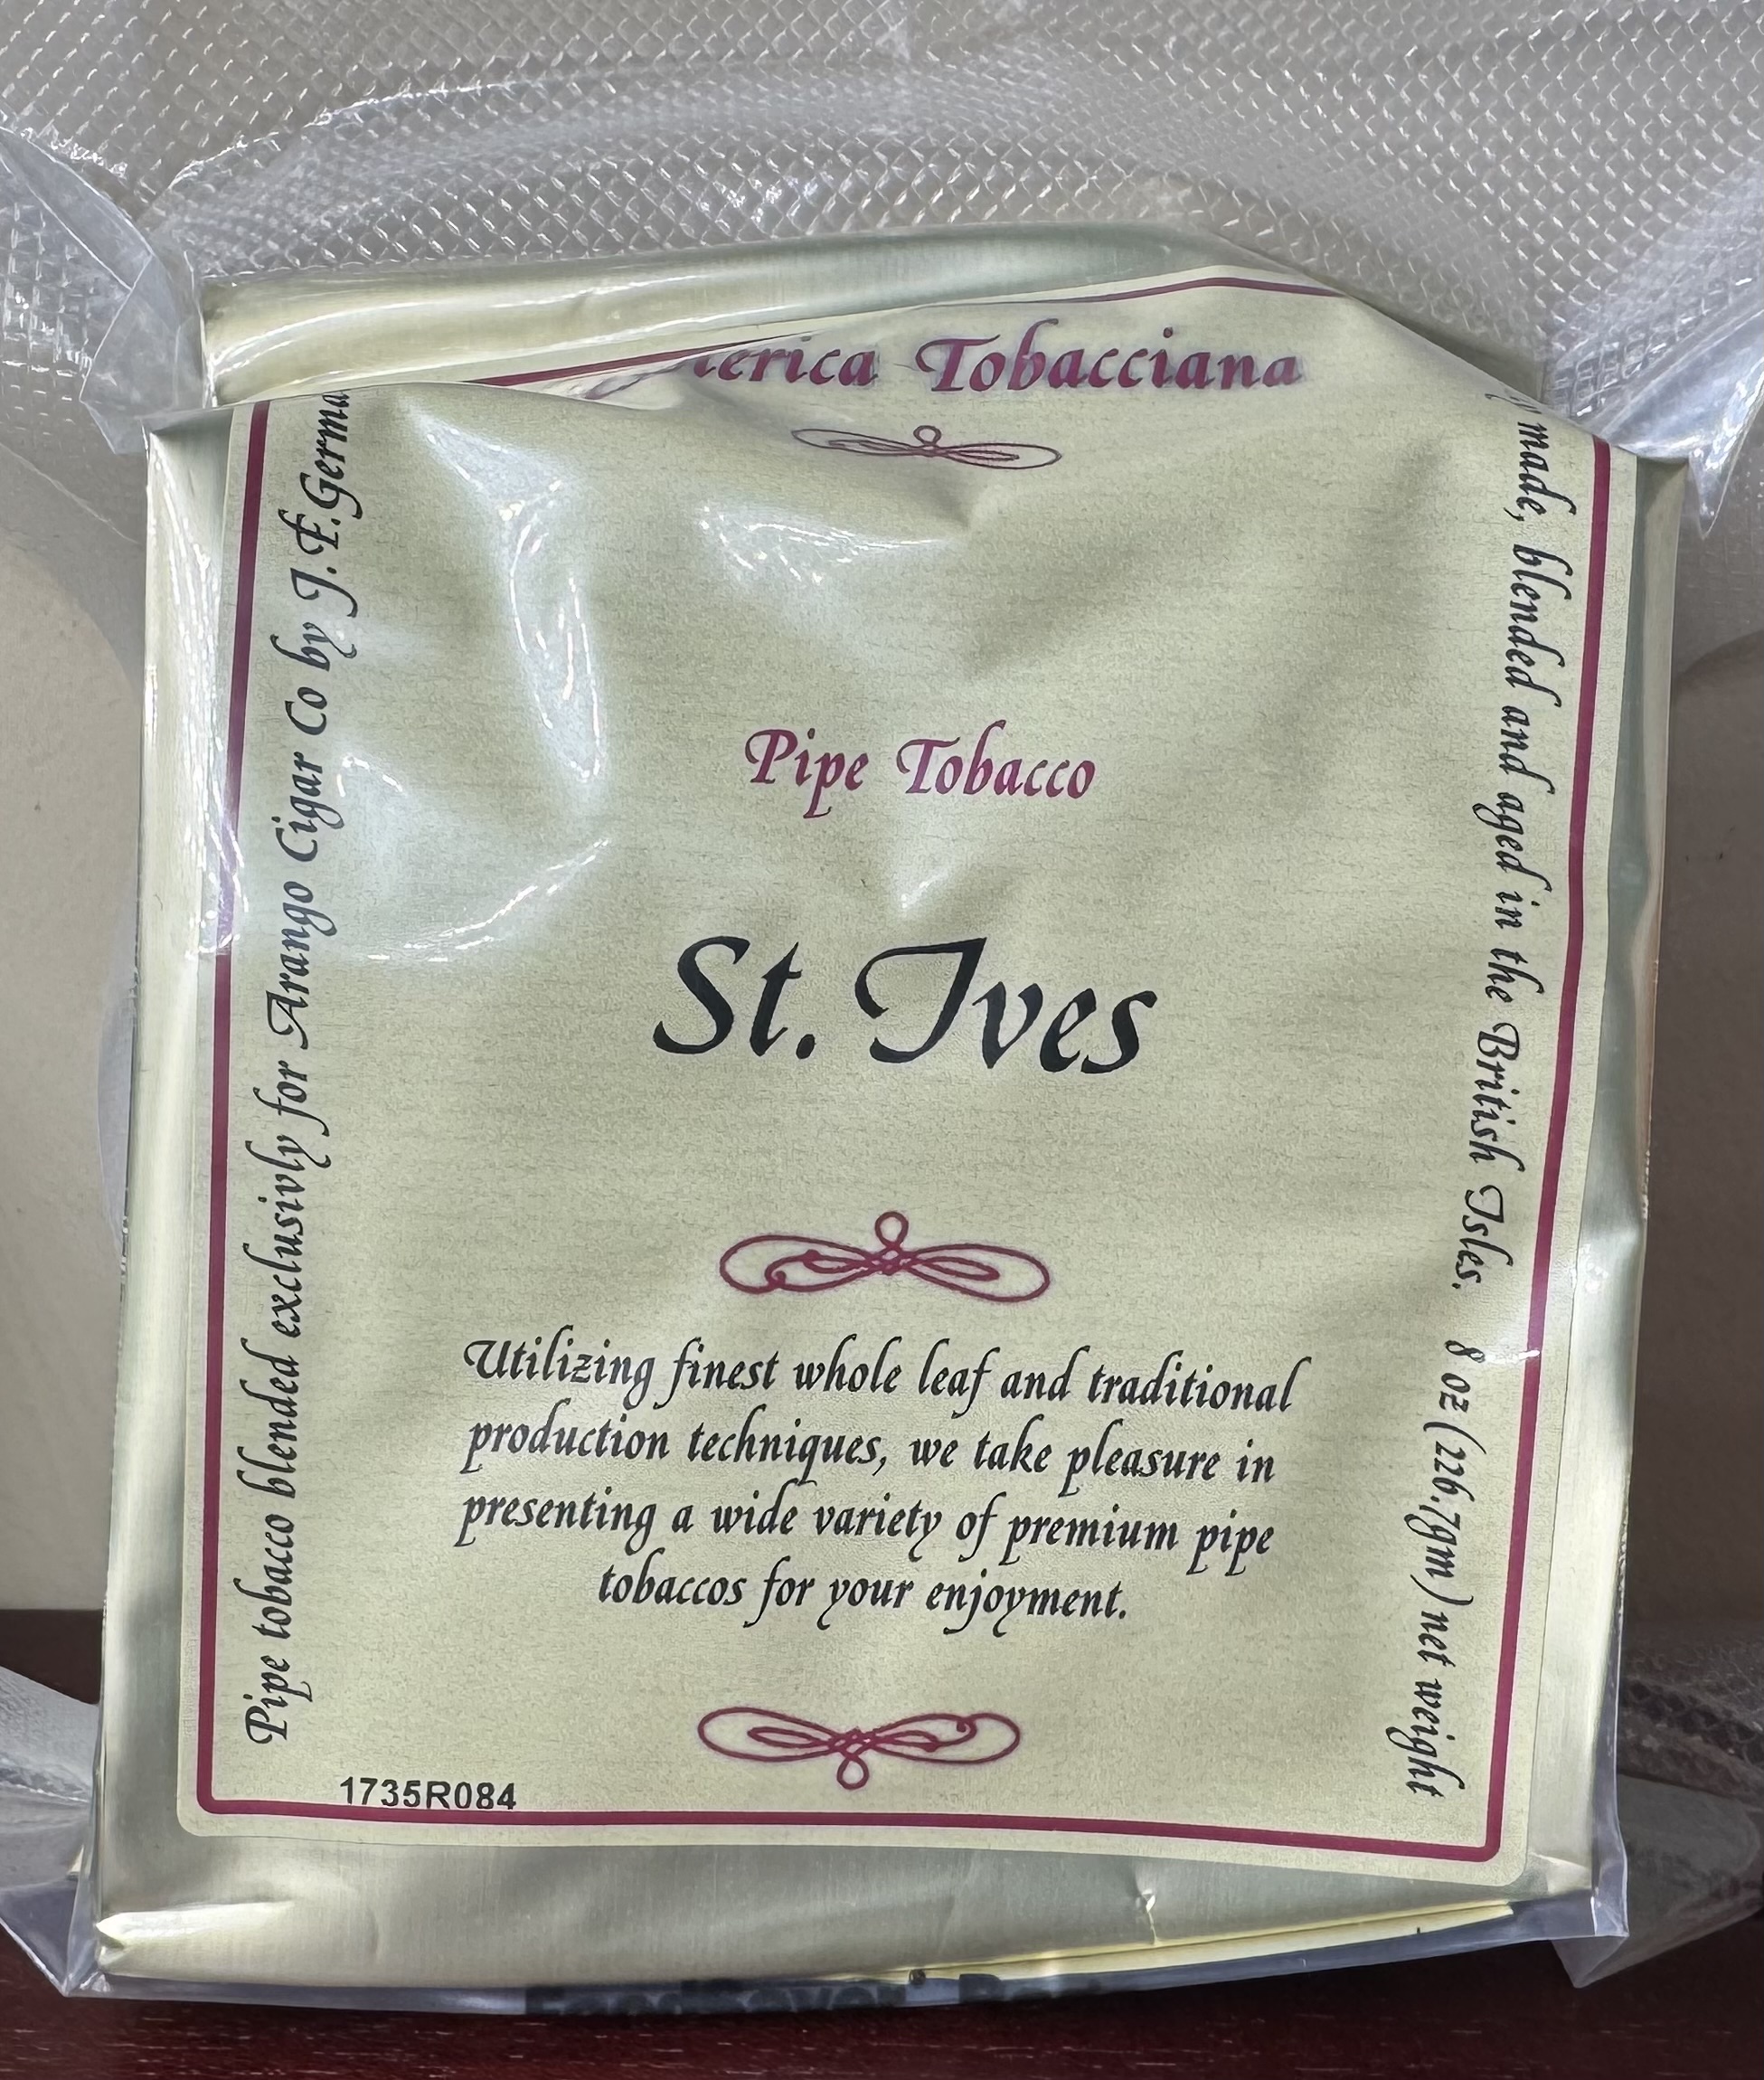 Tobacciana
Pipe Tobacco
St. Ives
Utilizing finest whole leaf and traditional
production techniques, we take pleasure in
presenting a wide variety of premium pipe
tobaccos for your enjoyment.
Pipe tobacco blended exclusivly for Arango Cigar Co by J.F.
made, blended and aged in the British Isles. 8 oz (226.7gm) net weight
1735R084